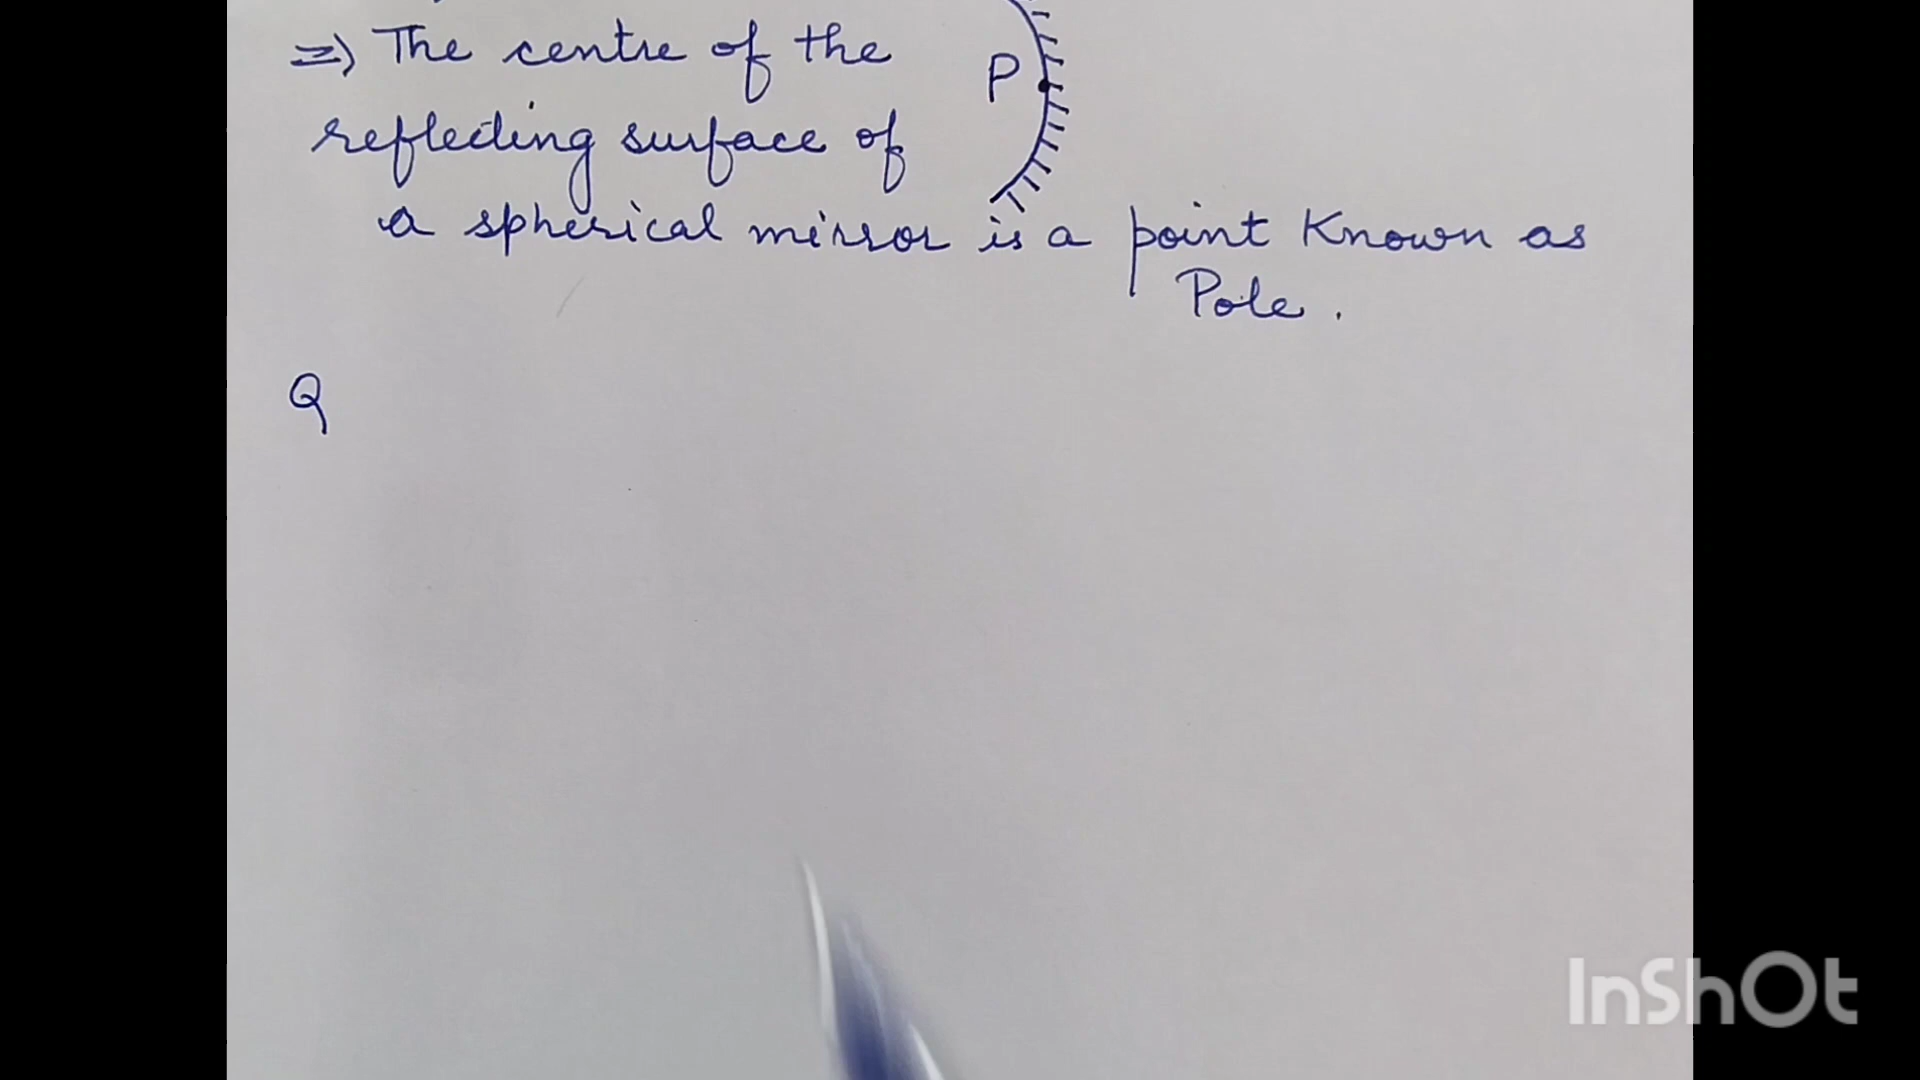 => The centre of the
P
reflecting surface of
a spherical mirror is a point Known as
Pole .
Q
InShOt